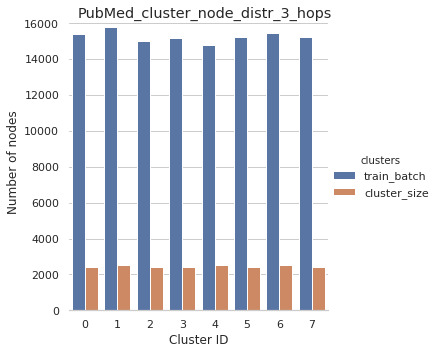 PubMed_cluster_node_distr_3_hops
16000
14000
12000
10000
8000
6000
4000
2000
0
Number of nodes
0 1 2 3 4 5 6 7
Cluster ID
clusters
train_batch
cluster_size